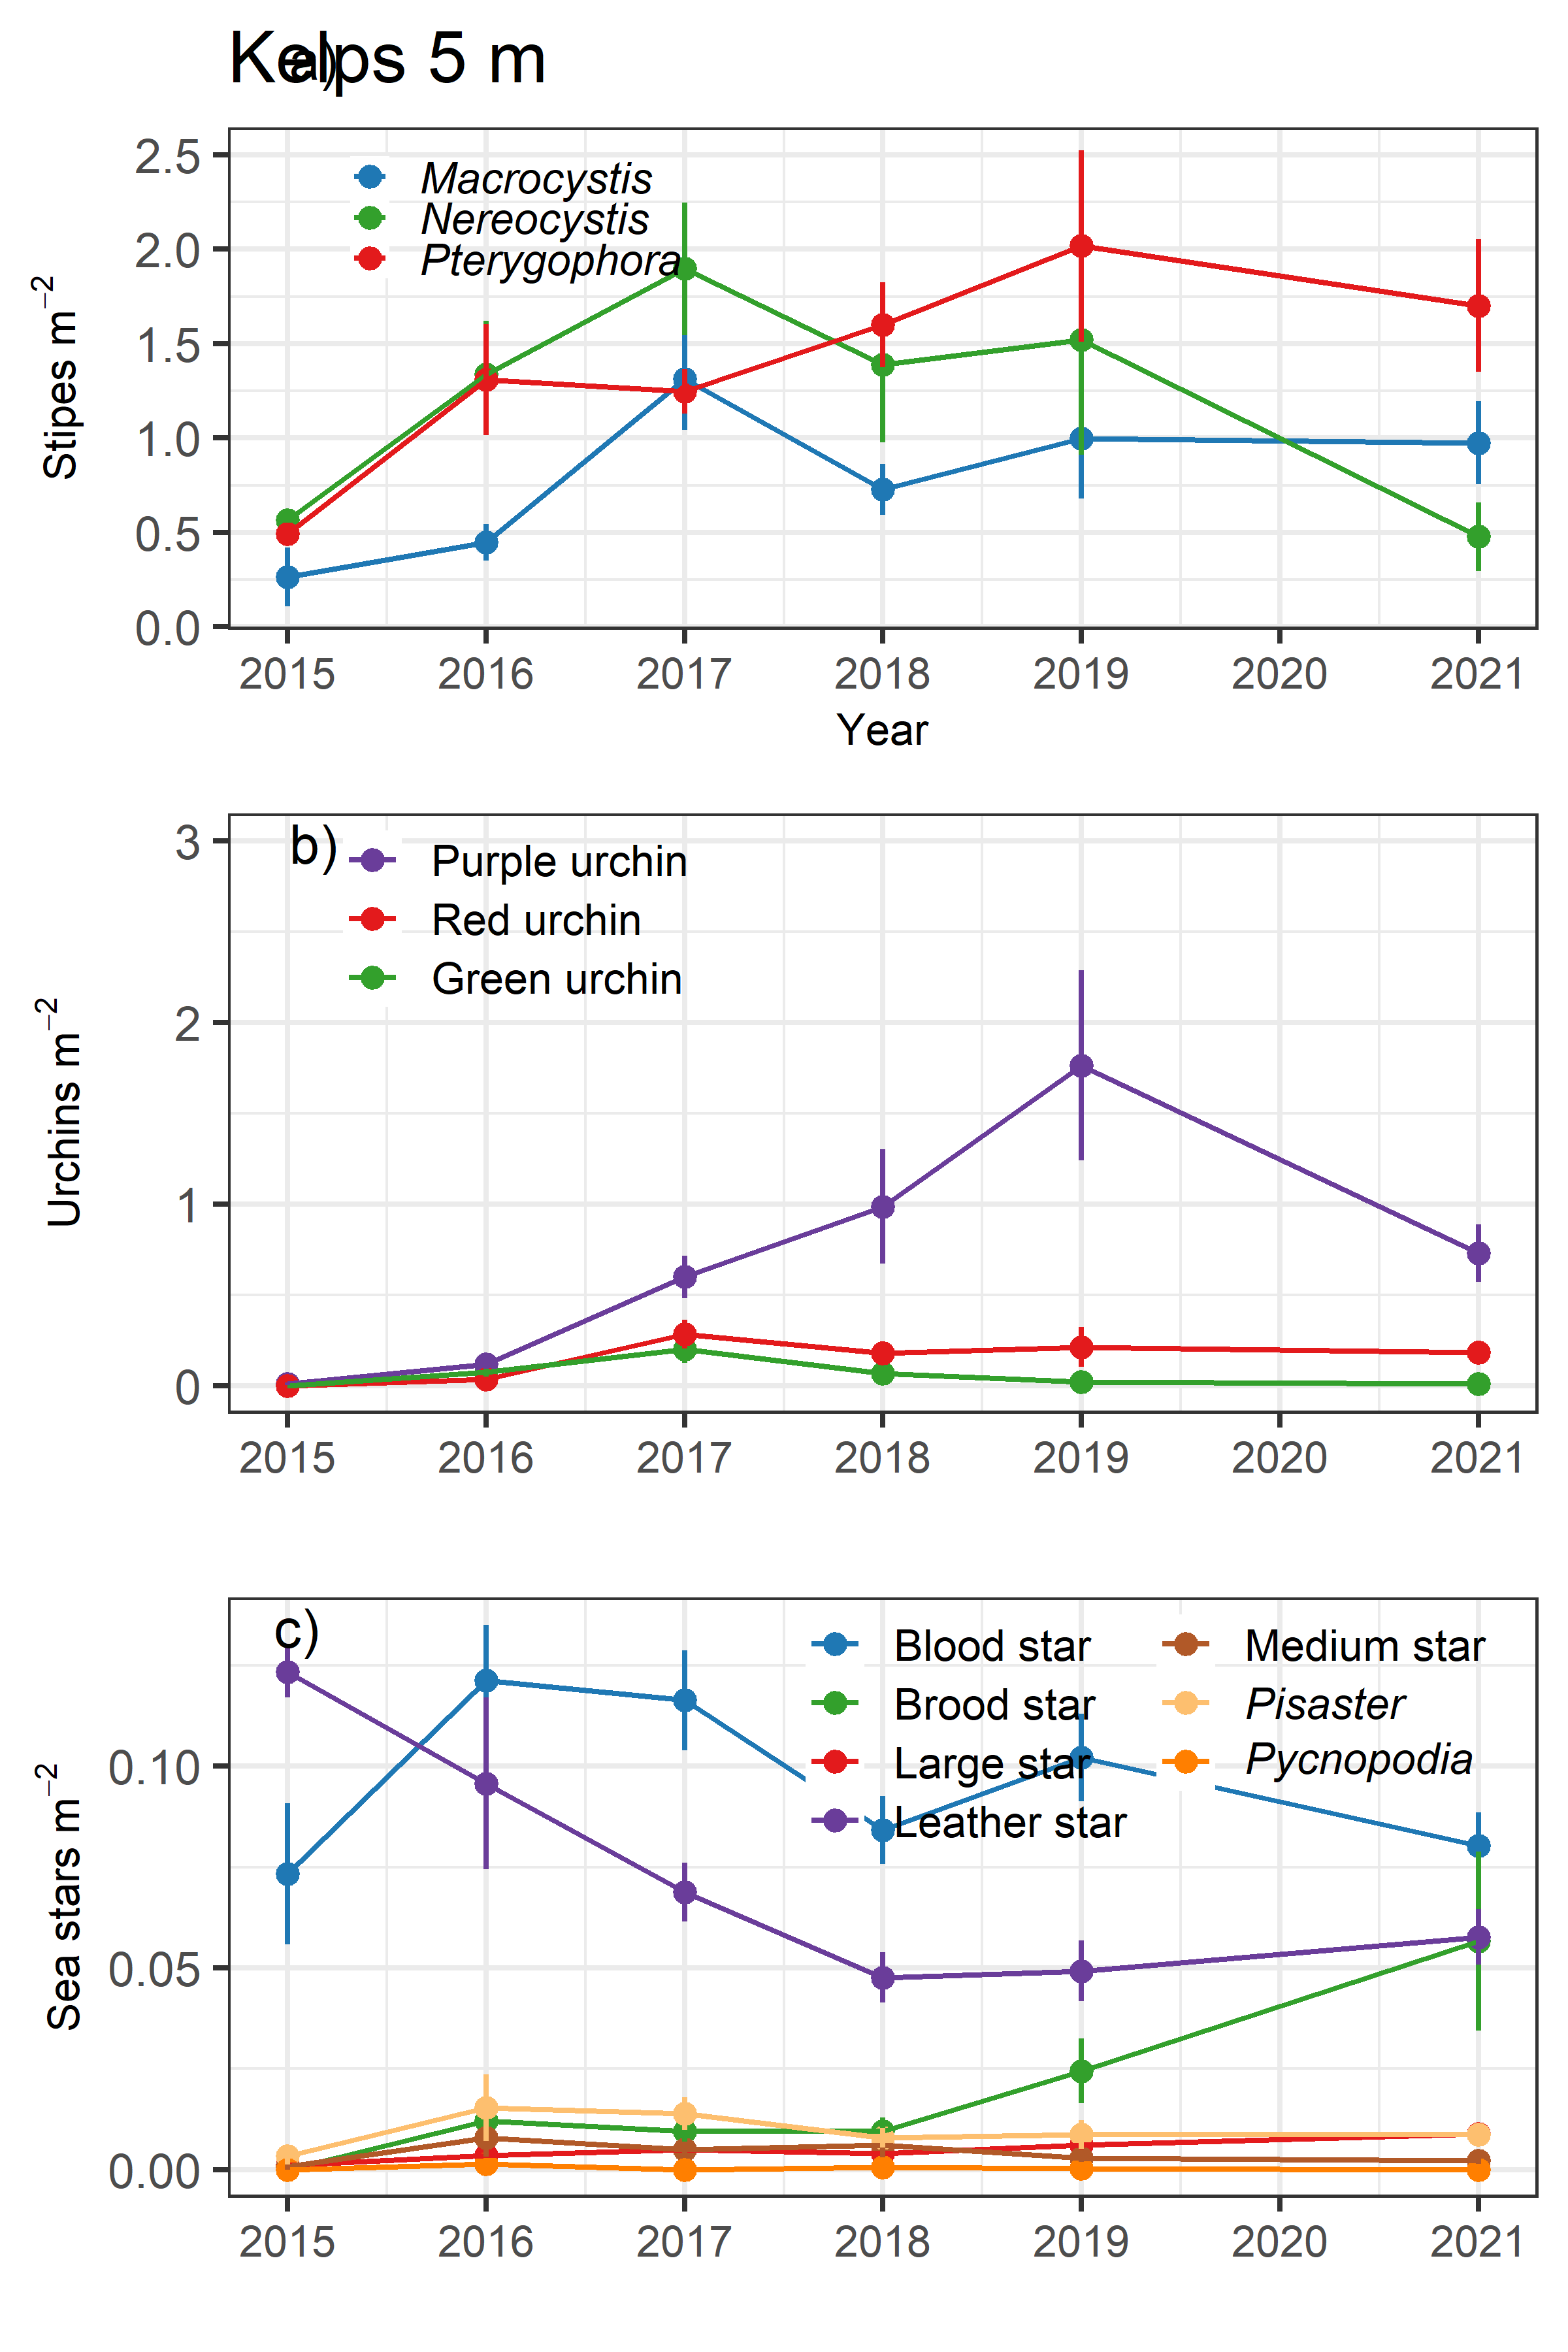 Kelps 5 m
a)
2.5
2.0
1.5
1.0
0.5
0.0
Stipes m⁻²
Macrocystis
Nereocystis
Pterygophora
2015 2016 2017 2018 2019 2020 2021
Year
b)
3
2
1
0
Urchins m⁻²
Purple urchin
Red urchin
Green urchin
2015 2016 2017 2018 2019 2020 2021
c)
0.10
0.05
0.00
Sea stars m⁻²
Blood star
Brood star
Large star
Leather star
Medium star
Pisaster
Pycnopodia
2015 2016 2017 2018 2019 2020 2021